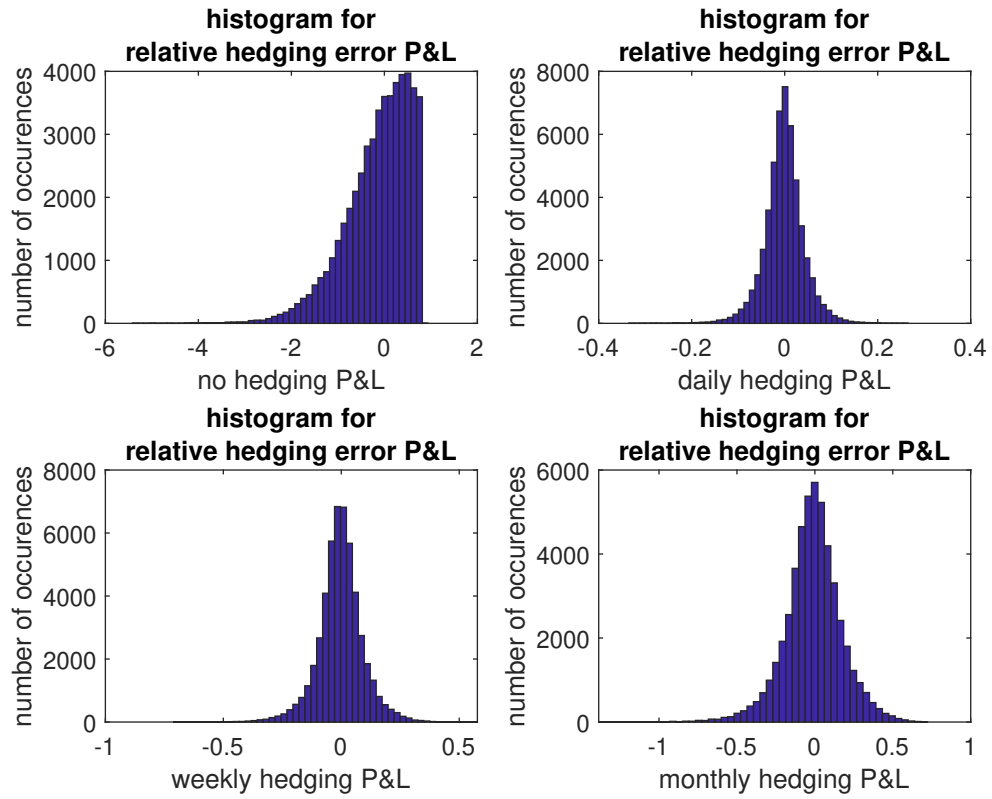 histogram for
relative hedging error P&L
number of occurences
4000
3000
2000
1000
0
-6
-4
-2
0
2
no hedging P&L
histogram for
relative hedging error P&L
number of occurences
8000
6000
4000
2000
0
-0.4
-0.2
0
0.2
0.4
daily hedging P&L
histogram for
relative hedging error P&L
number of occurences
8000
6000
4000
2000
0
-1
-0.5
0
0.5
weekly hedging P&L
histogram for
relative hedging error P&L
number of occurences
6000
4000
2000
0
-1
-0.5
0
0.5
1
monthly hedging P&L